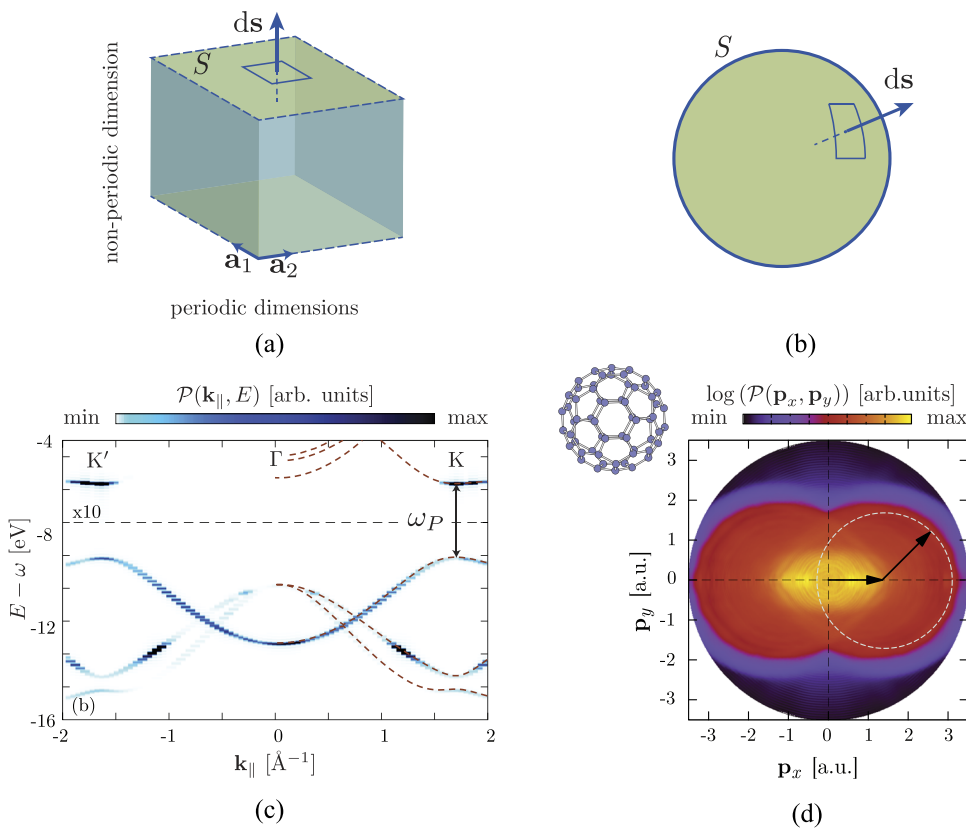 ds
S
non-periodic dimension
a1
a2
periodic dimensions
(a)
S
ds
(b)
P(k∥, E) [arb. units]
min
max
-4
K′
Γ
K
x10
ωP
-8
E − ω [eV]
-12
(b)
-16
-2
-1
0
1
2
k∥ [Å−1]
(c)
log (P(px, py)) [arb.units]
min
max
3
2
1
0
-1
-2
-3
py [a.u.]
-3
-2
-1
0
1
2
3
px [a.u.]
(d)